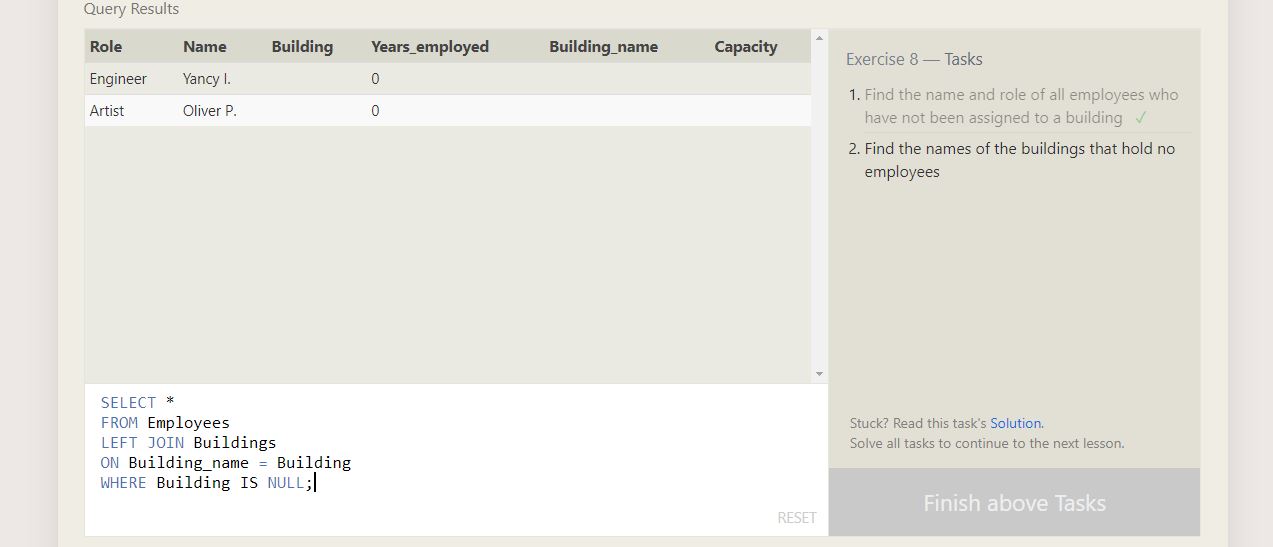 Query Results
Role Name Building Years_employed Building_name Capacity
Engineer Yancy I. 0
Artist Oliver P. 0
SELECT *
FROM Employees
LEFT JOIN Buildings
ON Building_name = Building
WHERE Building IS NULL;
RESET
Exercise 8 — Tasks
1. Find the name and role of all employees who
have not been assigned to a building ✓
2. Find the names of the buildings that hold no
employees
Stuck? Read this task's Solution.
Solve all tasks to continue to the next lesson.
Finish above Tasks